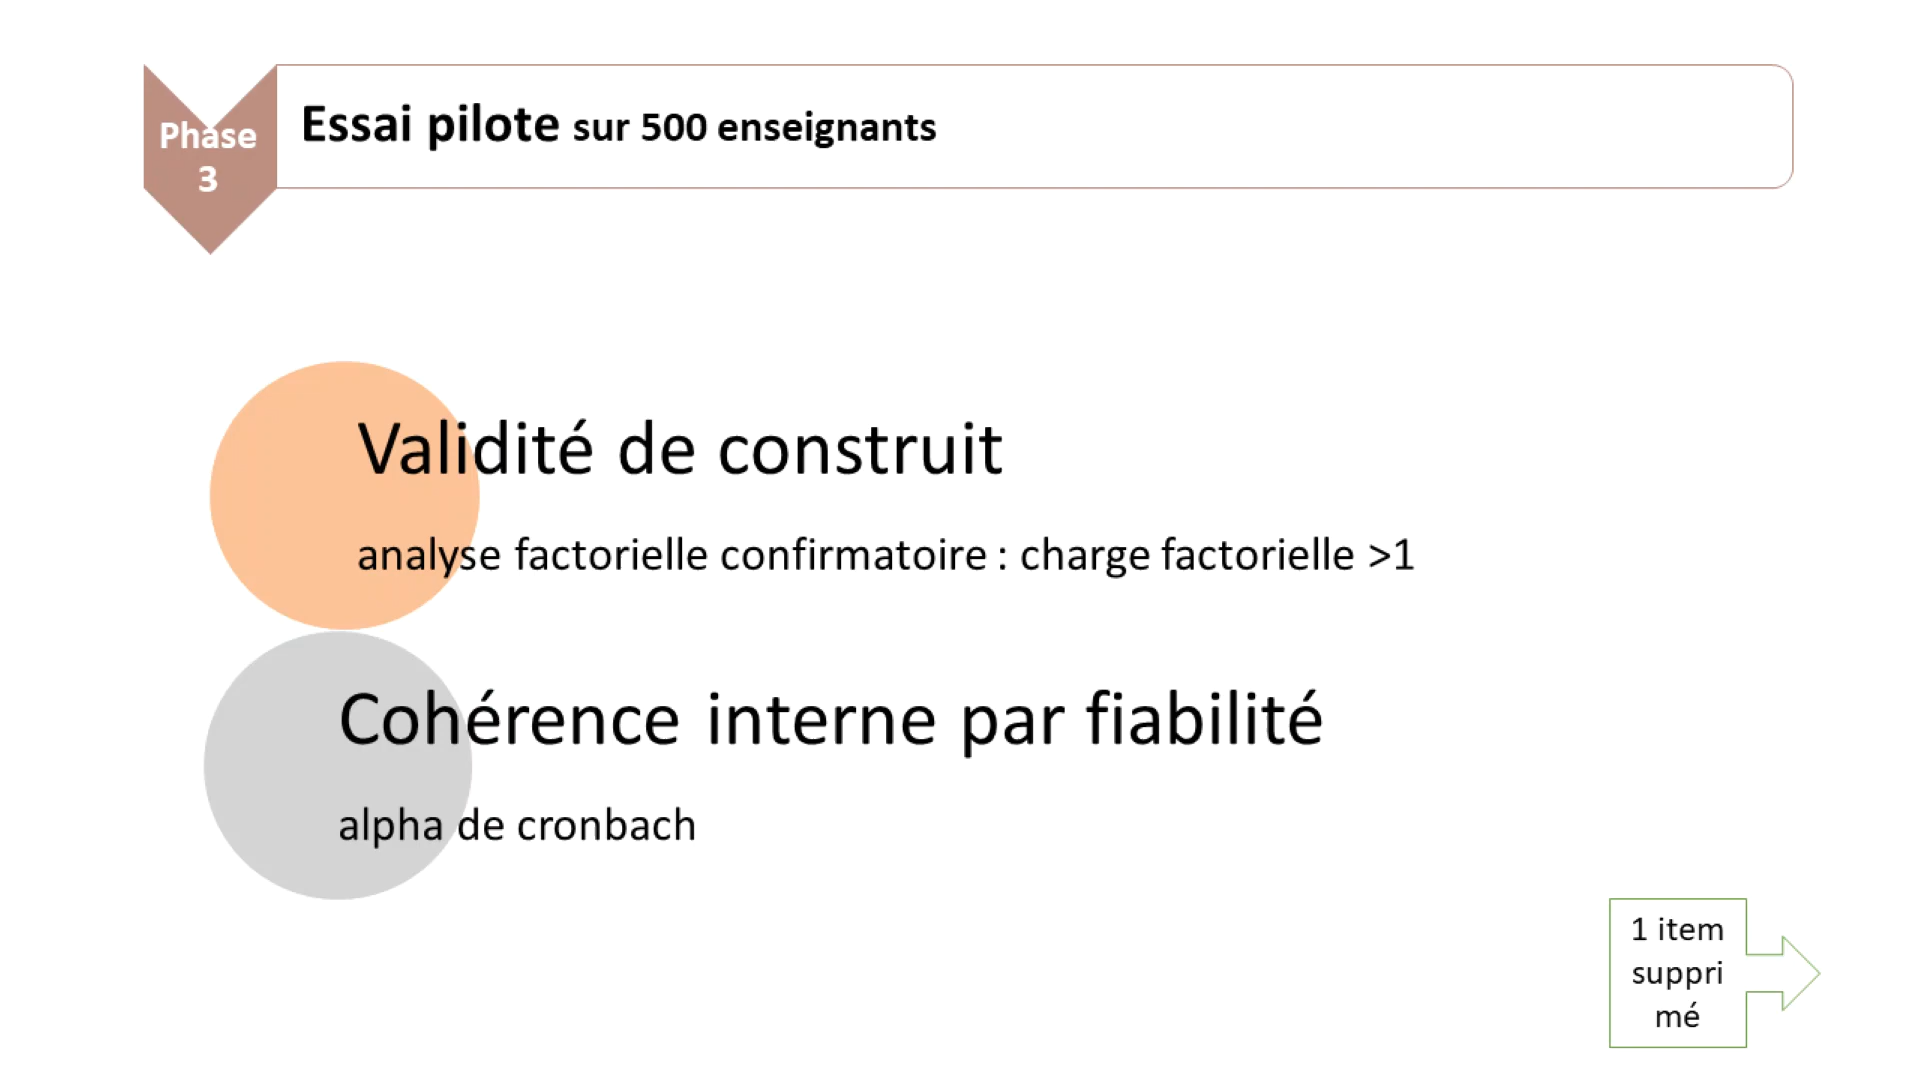 Phase
3
Essai pilote sur 500 enseignants
Validité de construit
analyse factorielle confirmatoire : charge factorielle >1
Cohérence interne par fiabilité
alpha de cronbach
1 item
suppri
mé